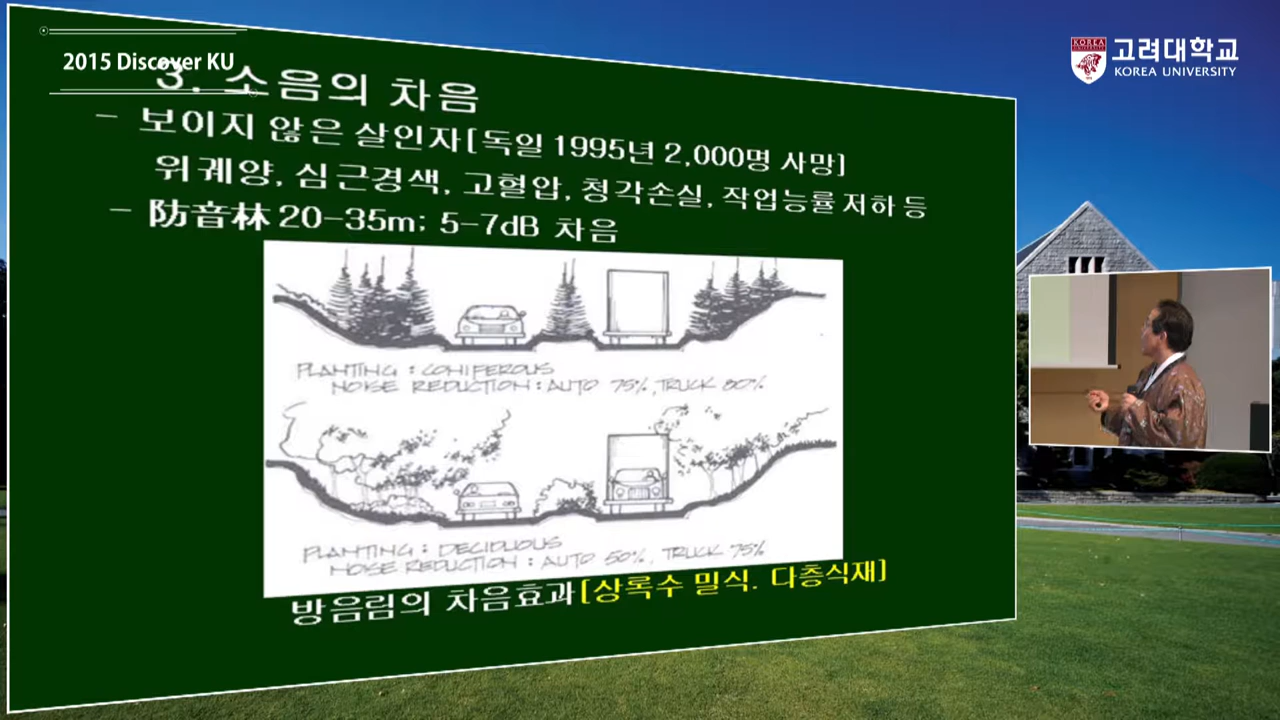 2015 Discover KU
고려대학교
KOREA UNIVERSITY
3. 소음의 차음
- 보이지 않은 살인자[독일 1995년 2,000명 사망]
위궤양, 심근경색, 고혈압, 청각손실, 작업능률 저하 등
- 防音林 20-35m; 5-7dB 차음
PLANTING : CONIFEROUS
NOISE REDUCTION : AUTO 75%, TRUCK 80%
PLANTING : DECIDUOUS
NOISE REDUCTION : AUTO 50%, TRUCK 75%
방음림의 차음효과[상록수 밀식. 다층식재]